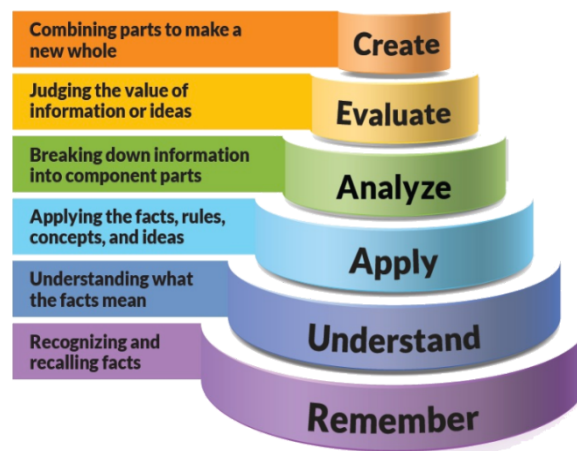 Combining parts to make a
new whole
Create
Judging the value of
information or ideas
Evaluate
Breaking down information
into component parts
Analyze
Applying the facts, rules,
concepts, and ideas
Apply
Understanding what
the facts mean
Understand
Recognizing and
recalling facts
Remember